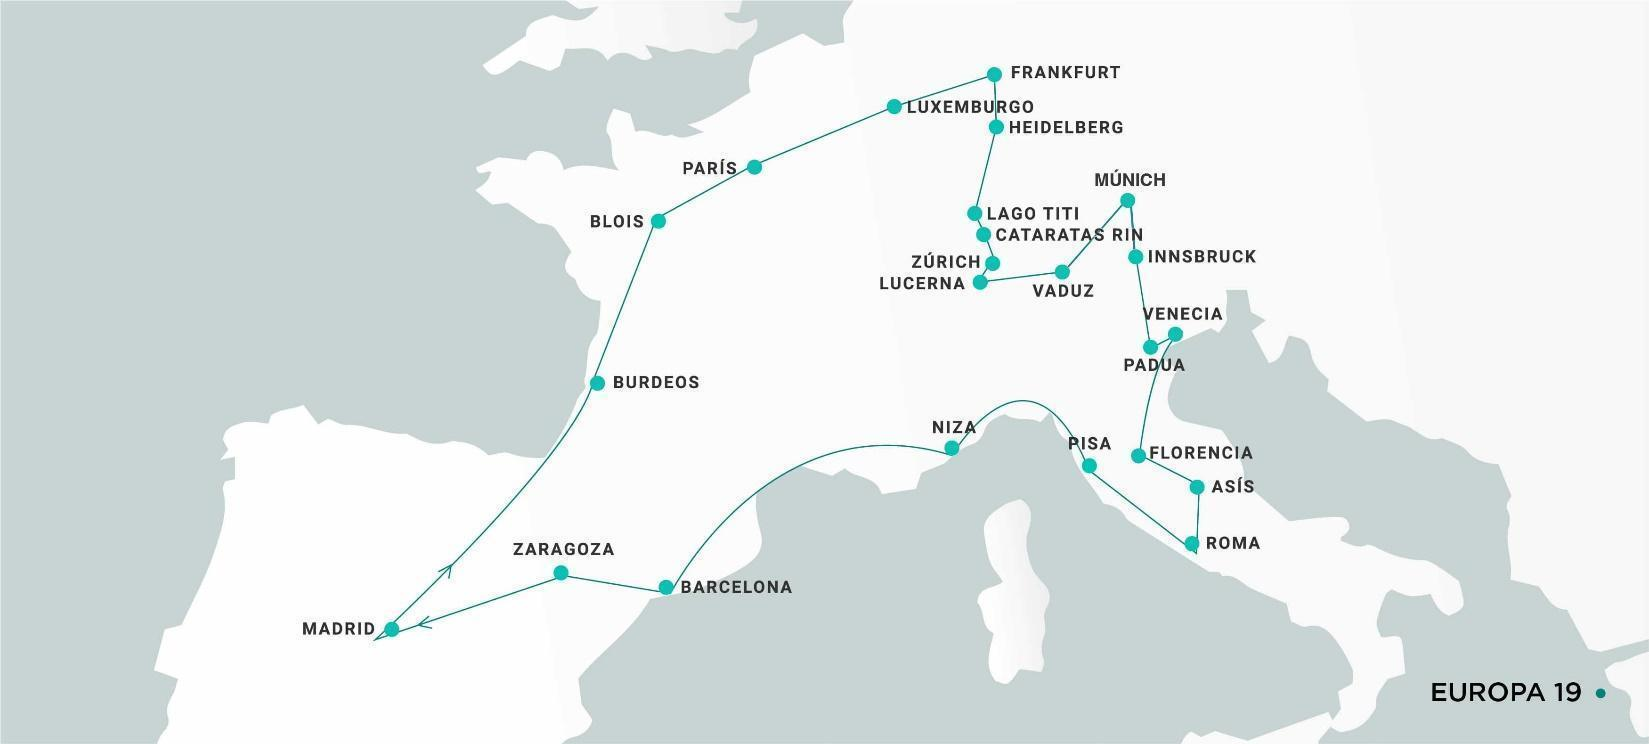 FRANKFURT
LUXEMBURGO
HEIDELBERG
PARÍS
MÚNICH
LAGO TITI
BLOIS
CATARATAS RIN
INNSBRUCK
ZÚRICH
LUCERNA
VADUZ
VENECIA
PADUA
BURDEOS
NIZA
PISA
FLORENCIA
ASÍS
ROMA
ZARAGOZA
BARCELONA
MADRID
EUROPA 19